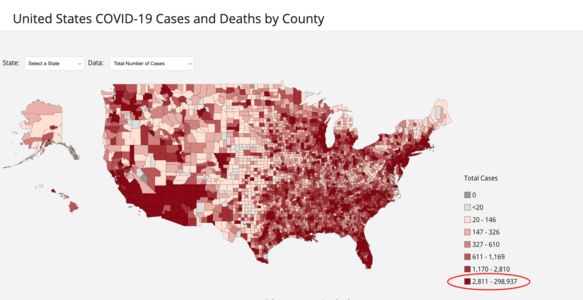 United States COVID-19 Cases and Deaths by County
State: Select a State Data: Total Number of Cases
Total Cases
0
<20
20 - 146
147 - 326
327 - 610
611 - 1,169
1,170 - 2,810
2,811 - 298,937